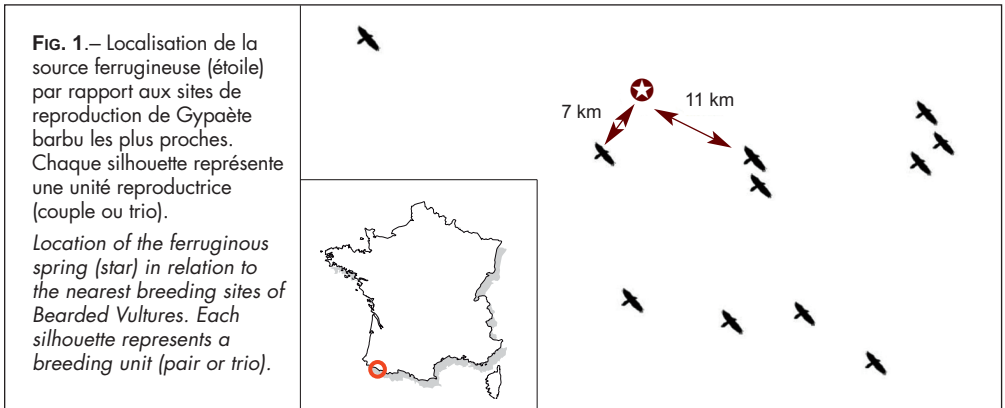 FIG. 1.– Localisation de la
source ferrugineuse (étoile)
par rapport aux sites de
reproduction de Gypaète
barbu les plus proches.
Chaque silhouette représente
une unité reproductrice
(couple ou trio).
Location of the ferruginous
spring (star) in relation to
the nearest breeding sites of
Bearded Vultures. Each
silhouette represents a
breeding unit (pair or trio).
7 km
11 km